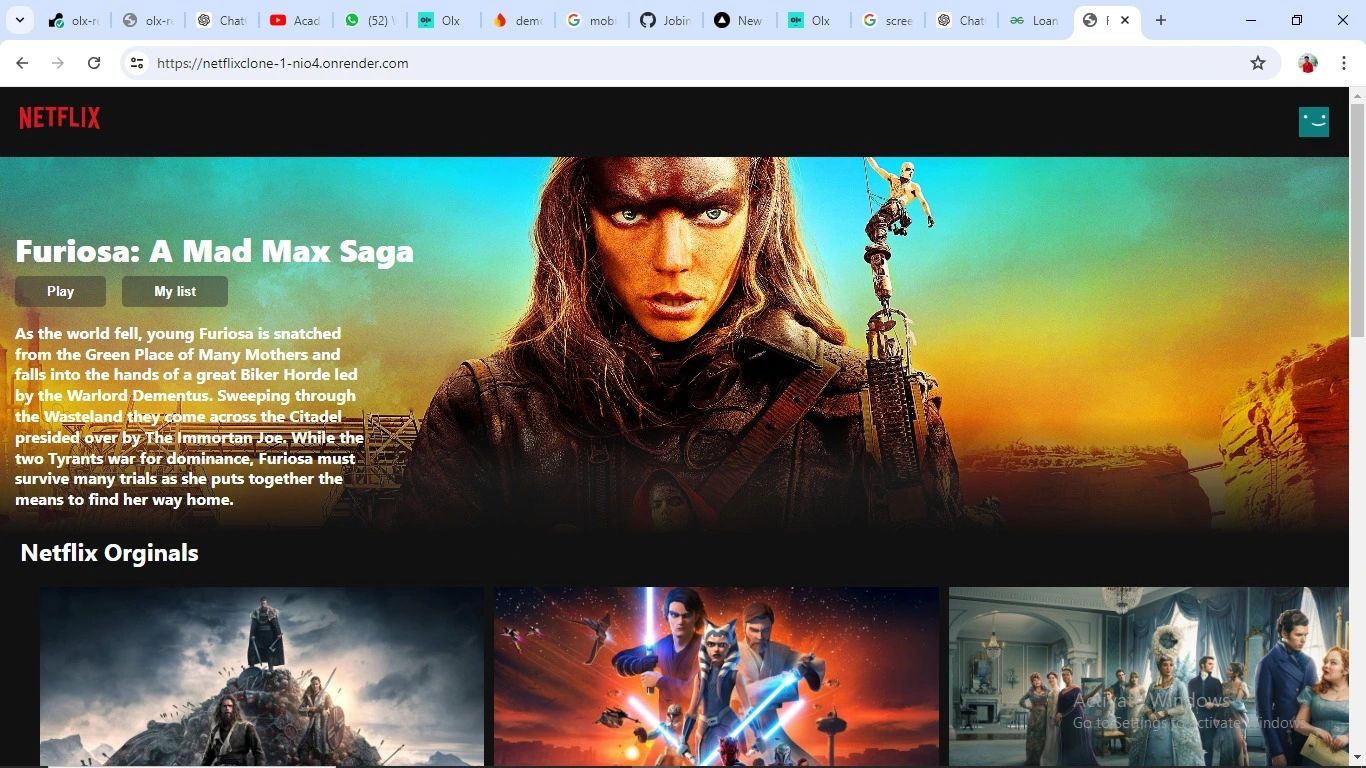 olx-r
olx-r
Chat
Acad
(52)
Olx
demo
mobi
Jobin
New
Olx
scree
Chat
Loan
https://netflixclone-1-nio4.onrender.com
NETFLIX
Furiosa: A Mad Max Saga
Play
My list
As the world fell, young Furiosa is snatched
from the Green Place of Many Mothers and
falls into the hands of a great Biker Horde led
by the Warlord Dementus. Sweeping through
the Wasteland they come across the Citadel
presided over by The Immortan Joe. While the
two Tyrants war for dominance, Furiosa must
survive many trials as she puts together the
means to find her way home.
Netflix Orginals
Activate Windows
Go to Settings to activate Windows.